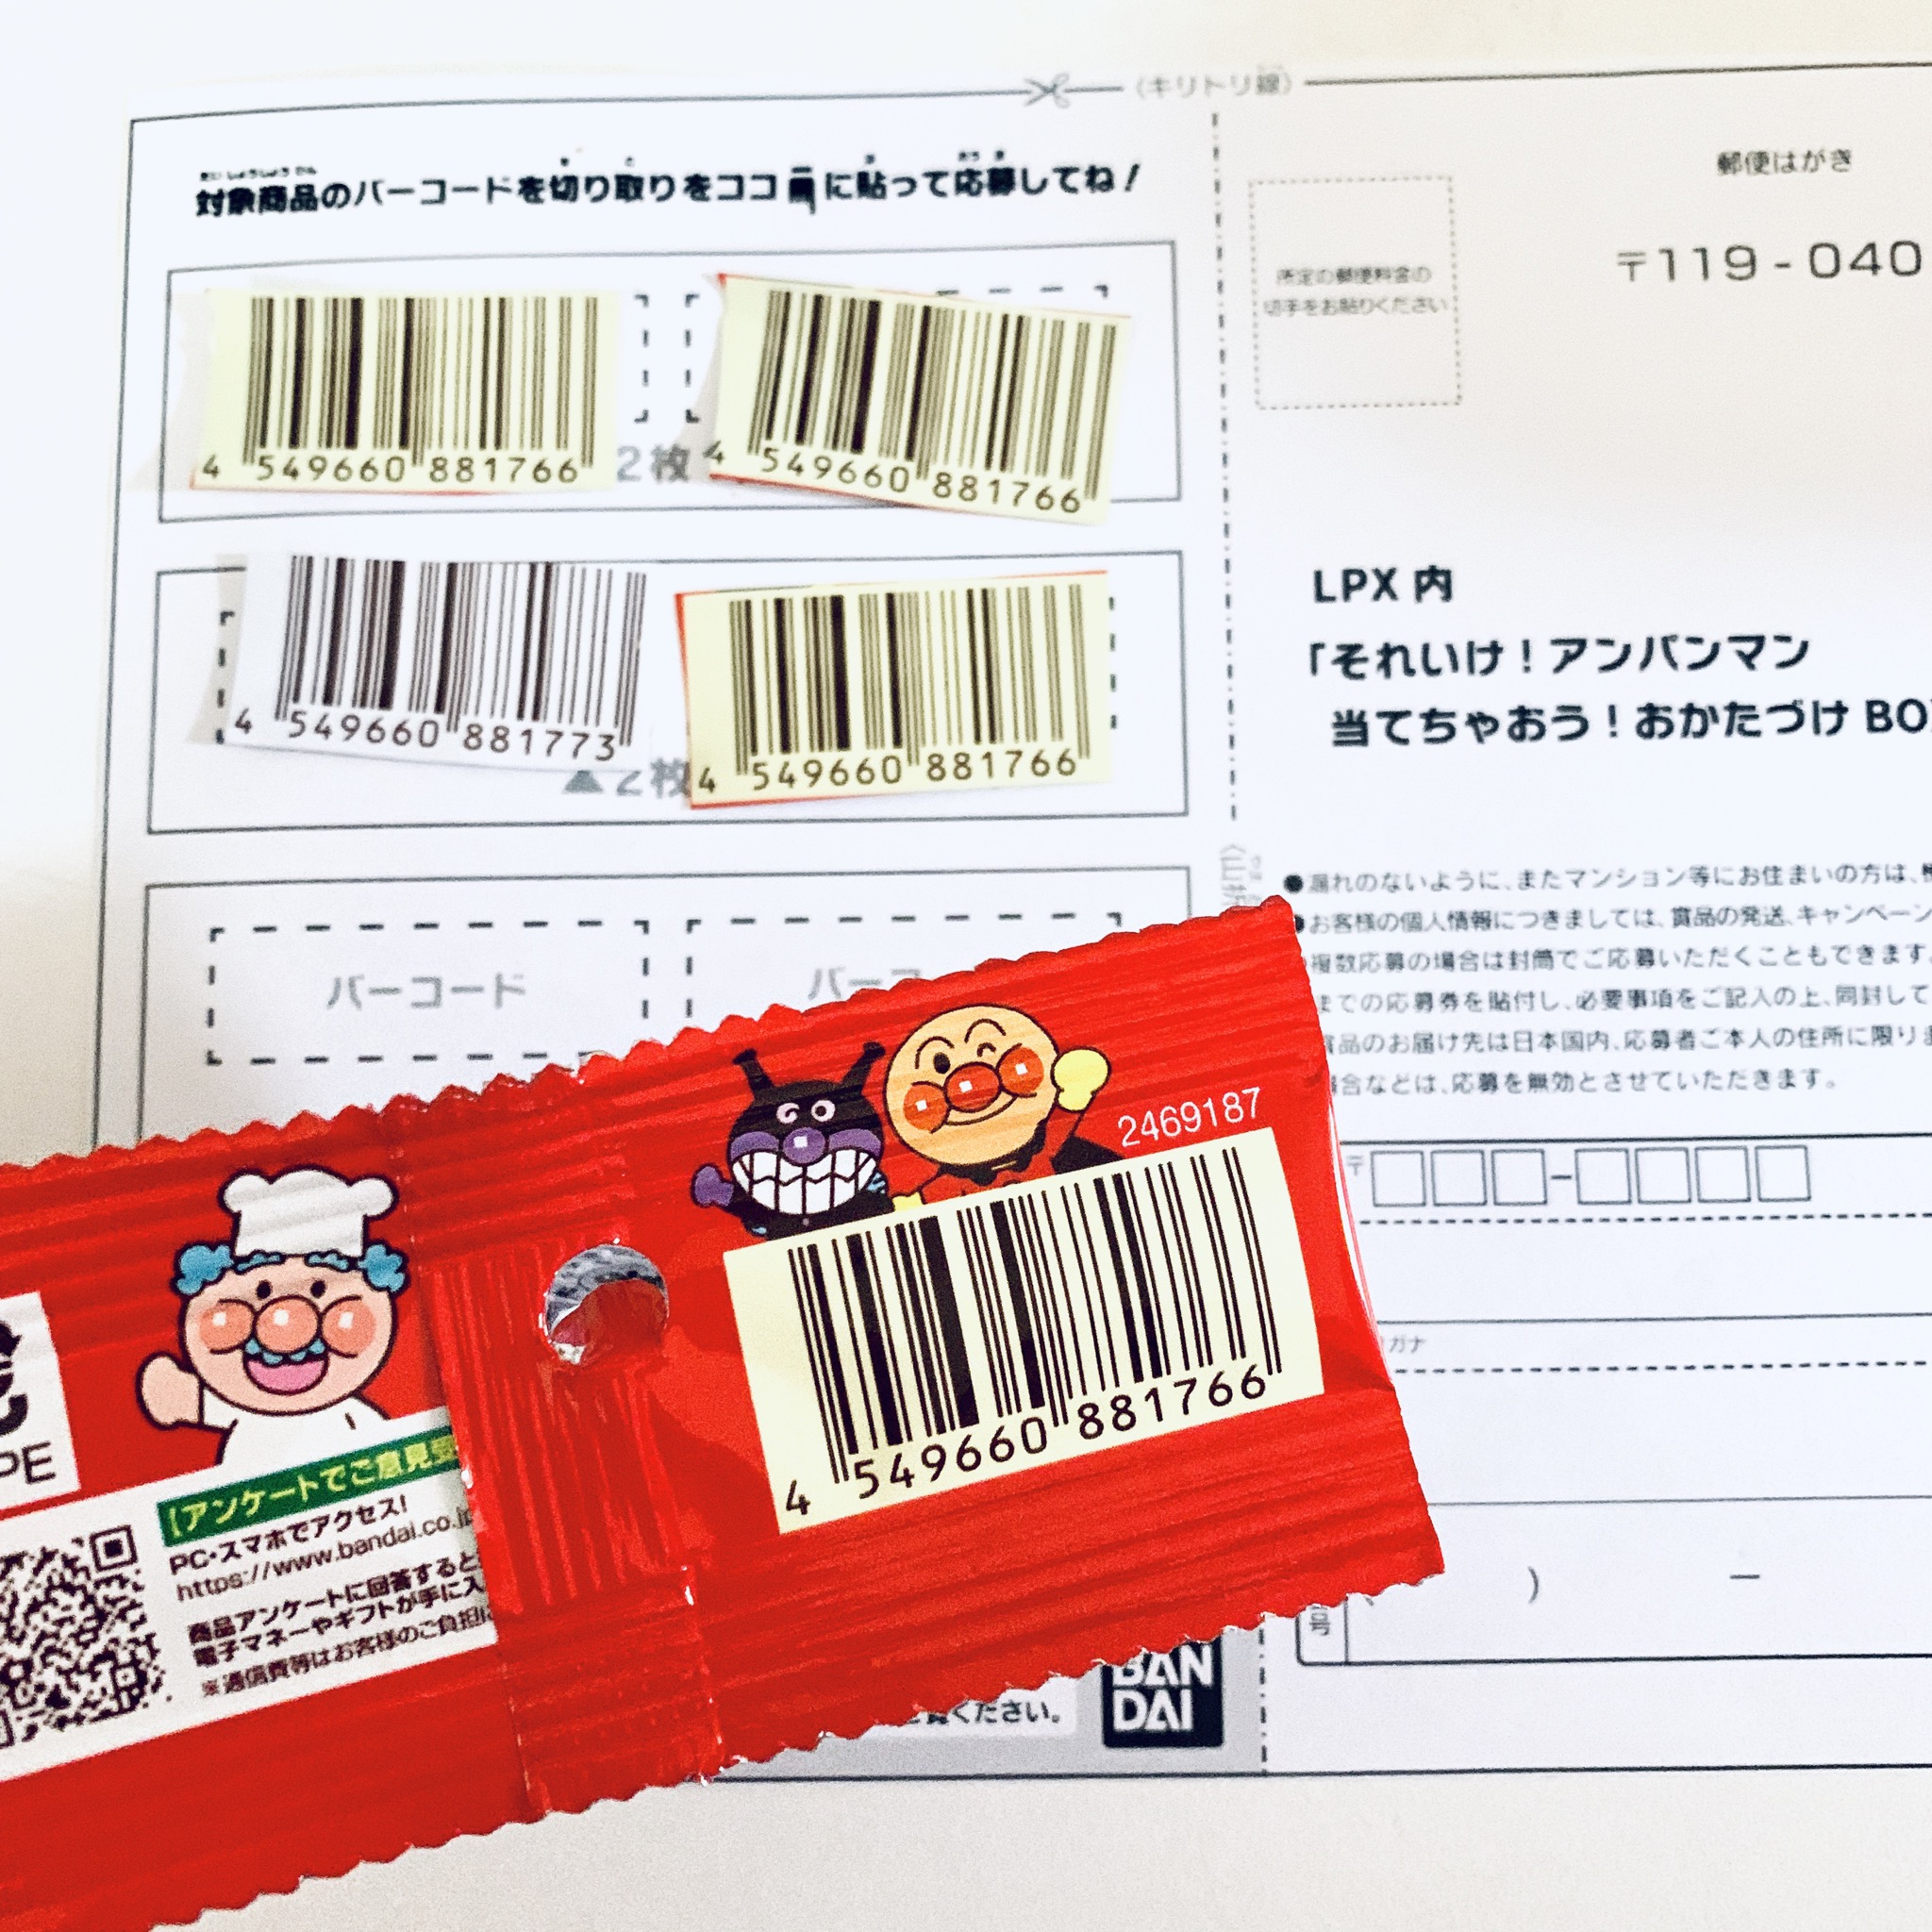 〈キリトリ線〉
対象商品のバーコードを切り取りをココに貼って応募してね!
4 549660 881766
2枚
4 549660 881766
4 549660 881773
▲2枚
4 549660 881766
バーコード
バーコ
郵便はがき
所定の郵便料金の
切手をお貼りください
〒119-040
LPX 内
「それいけ!アンパンマン
当てちゃおう!おかたづけ BO
●漏れのないように、またマンション等にお住まいの方は、
●お客様の個人情報につきましては、賞品の発送、キャンペーン
複数応募の場合は封筒でご応募いただくこともできます。
までの応募券を貼付し、必要事項をご記入の上、同封して
賞品のお届け先は日本国内、応募者ご本人の住所に限りま
場合などは、応募を無効とさせていただきます。
〒 -
ガナ
号
) -
2469187
4 549660 881766
PE
【アンケートでご意見受
PC・スマホでアクセス!
https://www.bandai.co.jp
商品アンケートに回答すると
電子マネーやギフトが手に入
※通信費等はお客様のご負担に
ください。
BAN
DAI